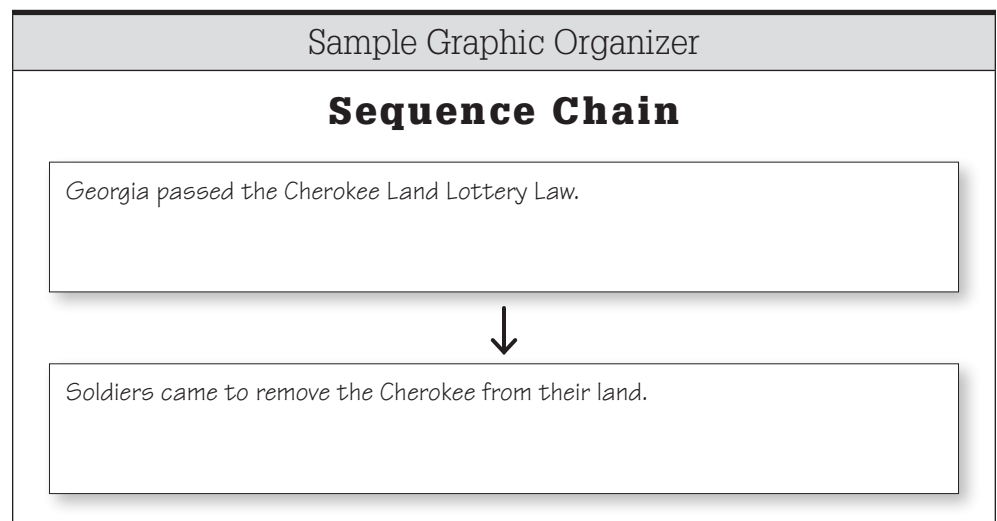 Sample Graphic Organizer
Sequence Chain
Georgia passed the Cherokee Land Lottery Law.
Soldiers came to remove the Cherokee from their land.